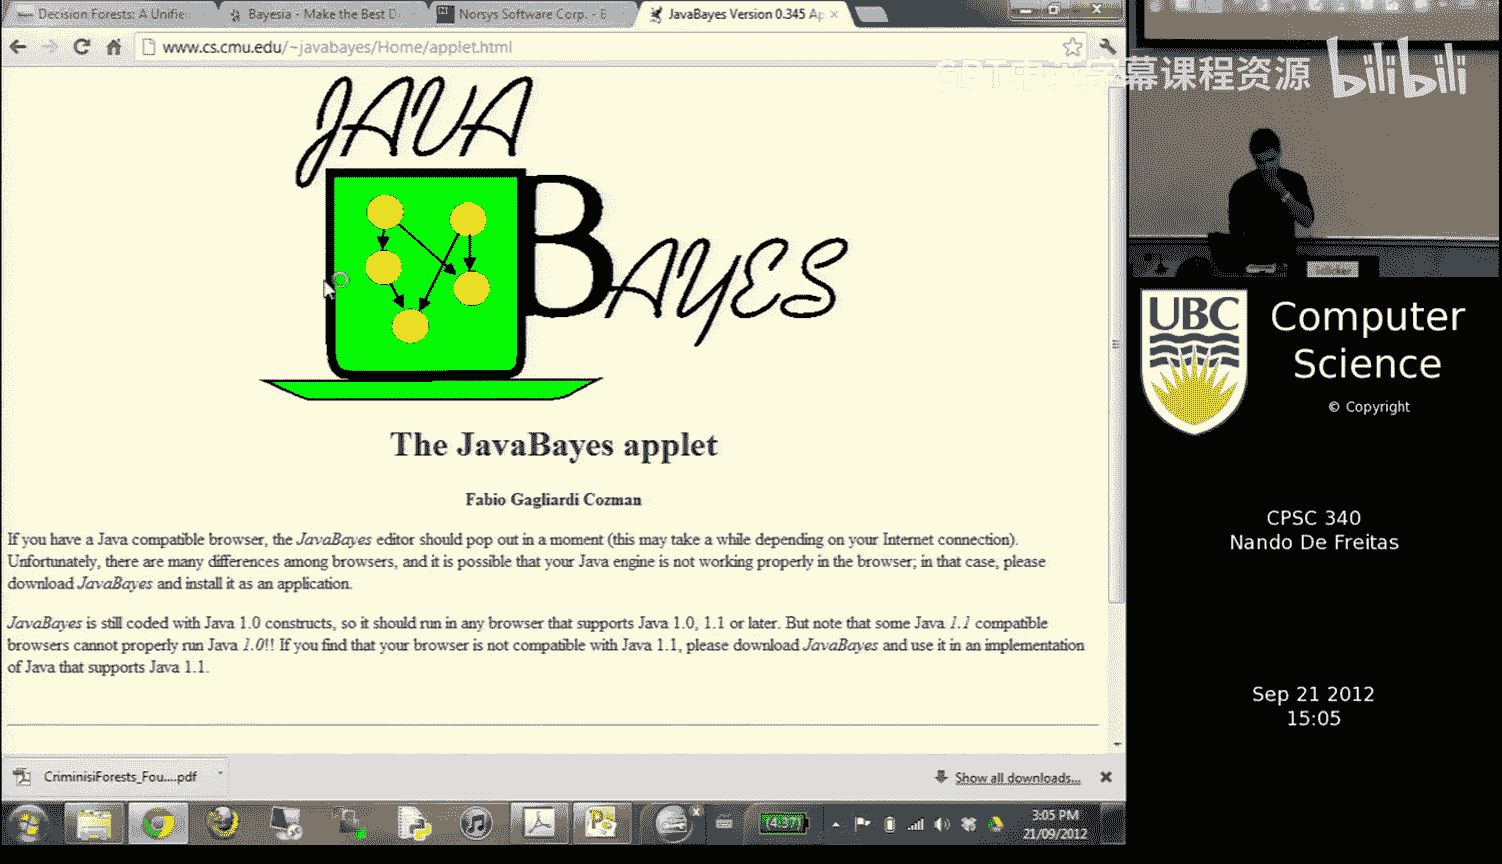 Decision Forests: A Unifie
Bayesia - Make the Best D
Norsys Software Corp. - B
JavaBayes Version 0.345 Ap
www.cs.cmu.edu/~javabayes/Home/applet.html
字幕课程资源
bilibili
JAVA
BAYES
The JavaBayes applet
Fabio Gagliardi Cozman
If you have a Java compatible browser, the JavaBayes editor should pop out in a moment (this may take a while depending on your Internet connection).
Unfortunately, there are many differences among browsers, and it is possible that your Java engine is not working properly in the browser; in that case, please
download JavaBayes and install it as an application.
JavaBayes is still coded with Java 1.0 constructs, so it should run in any browser that supports Java 1.0, 1.1 or later. But note that some Java 1.1 compatible
browsers cannot properly run Java 1.0!! If you find that your browser is not compatible with Java 1.1, please download JavaBayes and use it in an implementation
of Java that supports Java 1.1.
UBC
Computer
Science
© Copyright
CPSC 340
Nando De Freitas
Sep 21 2012
15:05
CriminisiForests_Fou....pdf
Show all downloads...
Ps
(4:37)
3:05 PM
21/09/2012